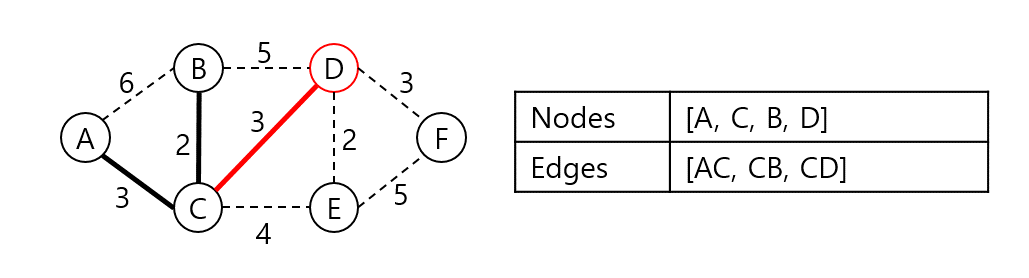 B
5
D
6
3
A
2
3
2
F
3
C
4
E
5
Nodes [A, C, B, D]
Edges [AC, CB, CD]